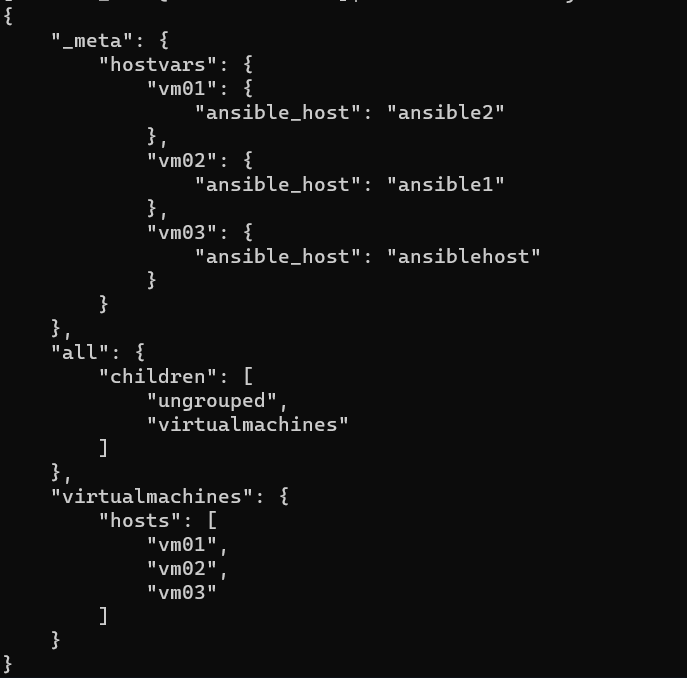 {
    "_meta": {
        "hostvars": {
            "vm01": {
                "ansible_host": "ansible2"
            },
            "vm02": {
                "ansible_host": "ansible1"
            },
            "vm03": {
                "ansible_host": "ansiblehost"
            }
        }
    },
    "all": {
        "children": [
            "ungrouped",
            "virtualmachines"
        ]
    },
    "virtualmachines": {
        "hosts": [
            "vm01",
            "vm02",
            "vm03"
        ]
    }
}